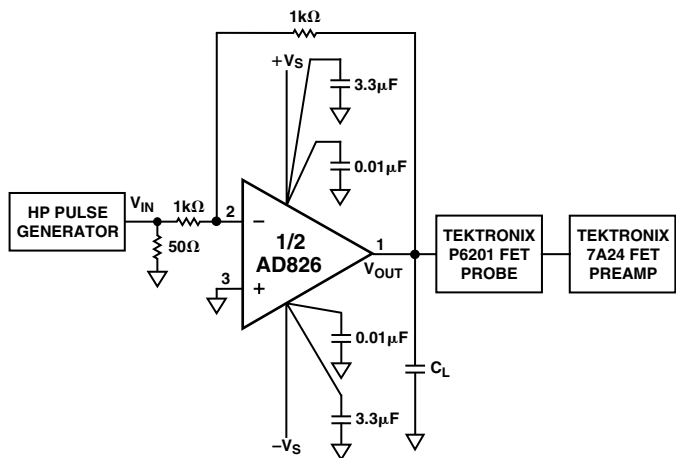 1kΩ
+VS
3.3µF
0.01µF
HP PULSE
GENERATOR
VIN
1kΩ
50Ω
2
−
3
+
1/2
AD826
1
VOUT
TEKTRONIX
P6201 FET
PROBE
TEKTRONIX
7A24 FET
PREAMP
0.01µF
CL
3.3µF
−VS